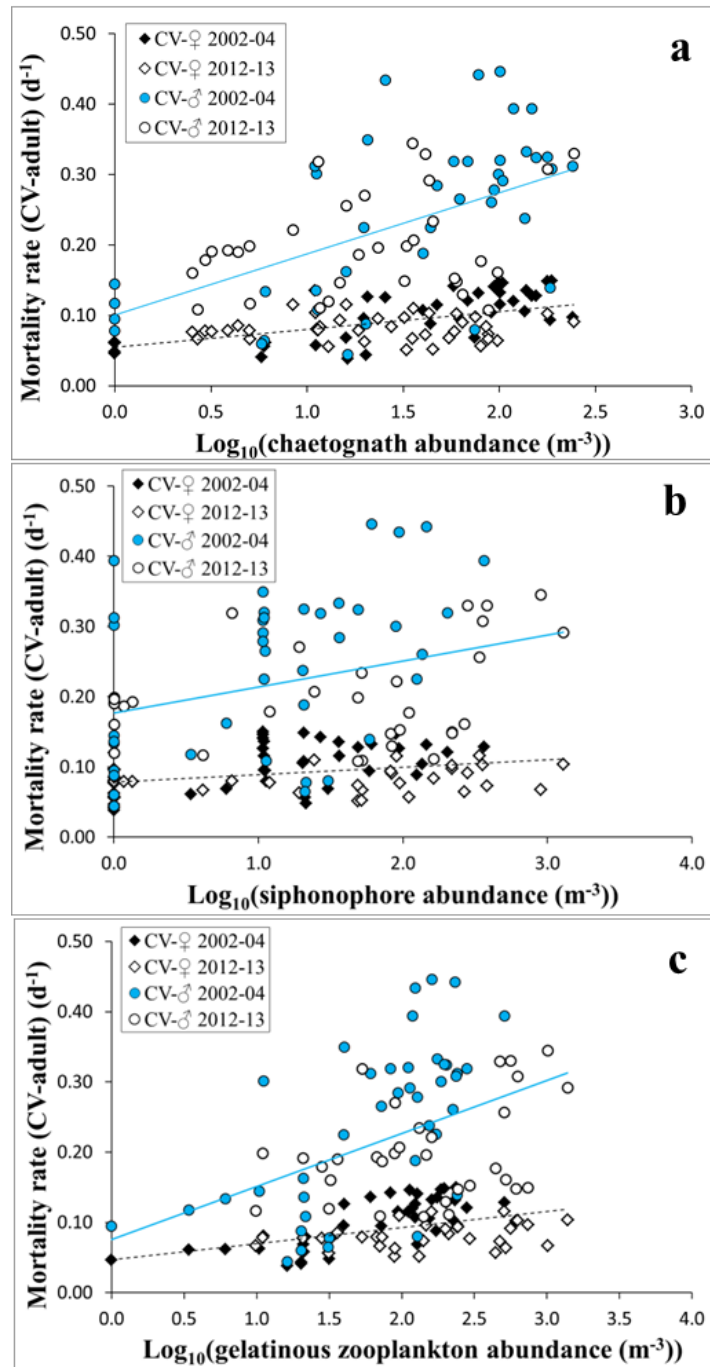 a
Mortality rate (CV-adult) (d⁻¹)
0.50
0.40
0.30
0.20
0.10
0.00
CV-♀ 2002-04
CV-♀ 2012-13
CV-♂ 2002-04
CV-♂ 2012-13
0.0 0.5 1.0 1.5 2.0 2.5 3.0
Log₁₀(chaetognath abundance (m⁻³))
b
Mortality rate (CV-adult) (d⁻¹)
0.50
0.40
0.30
0.20
0.10
0.00
CV-♀ 2002-04
CV-♀ 2012-13
CV-♂ 2002-04
CV-♂ 2012-13
0.0 1.0 2.0 3.0 4.0
Log₁₀(siphonophore abundance (m⁻³))
c
Mortality rate (CV-adult) (d⁻¹)
0.50
0.40
0.30
0.20
0.10
0.00
CV-♀ 2002-04
CV-♀ 2012-13
CV-♂ 2002-04
CV-♂ 2012-13
0.0 0.5 1.0 1.5 2.0 2.5 3.0 3.5 4.0
Log₁₀(gelatinous zooplankton abundance (m⁻³))